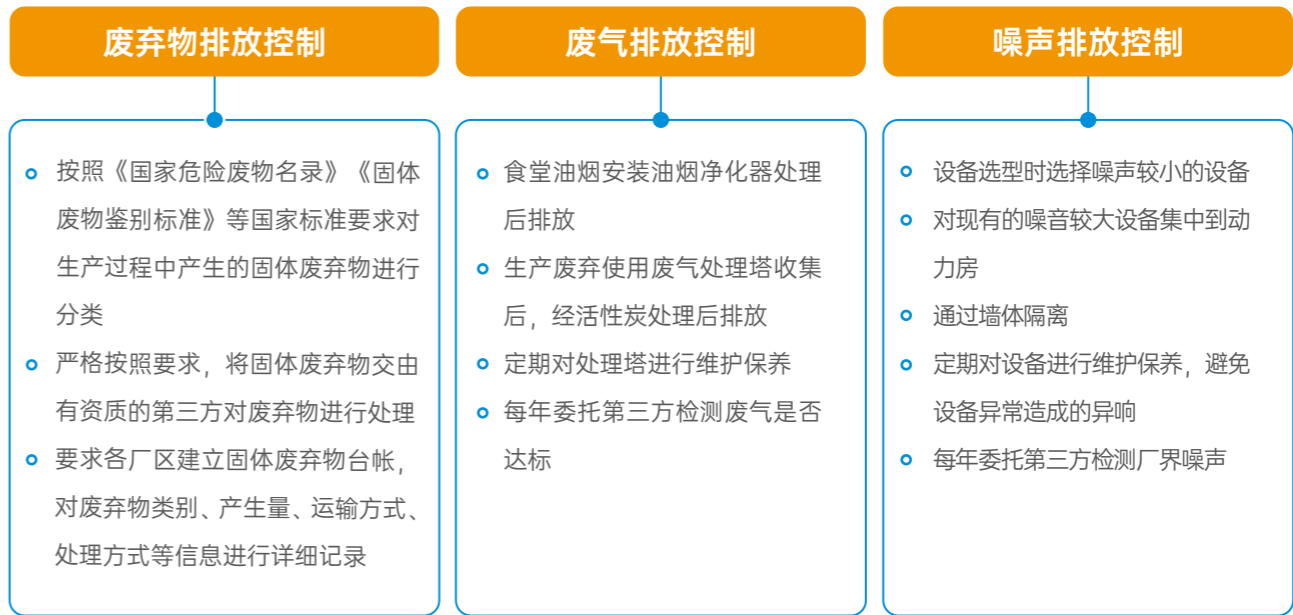 废弃物排放控制
按照《国家危险废物名录》《固体
废物鉴别标准》等国家标准要求对
生产过程中产生的固体废弃物进行
分类
严格按照要求，将固体废弃物交由
有资质的第三方对废弃物进行处理
要求各厂区建立固体废弃物台帐，
对废弃物类别、产生量、运输方式、
处理方式等信息进行详细记录
废气排放控制
食堂油烟安装油烟净化器处理
后排放
生产废弃使用废气处理塔收集
后，经活性炭处理后排放
定期对处理塔进行维护保养
每年委托第三方检测废气是否
达标
噪声排放控制
设备选型时选择噪声较小的设备
对现有的噪音较大设备集中到动
力房
通过墙体隔离
定期对设备进行维护保养，避免
设备异常造成的异响
每年委托第三方检测厂界噪声